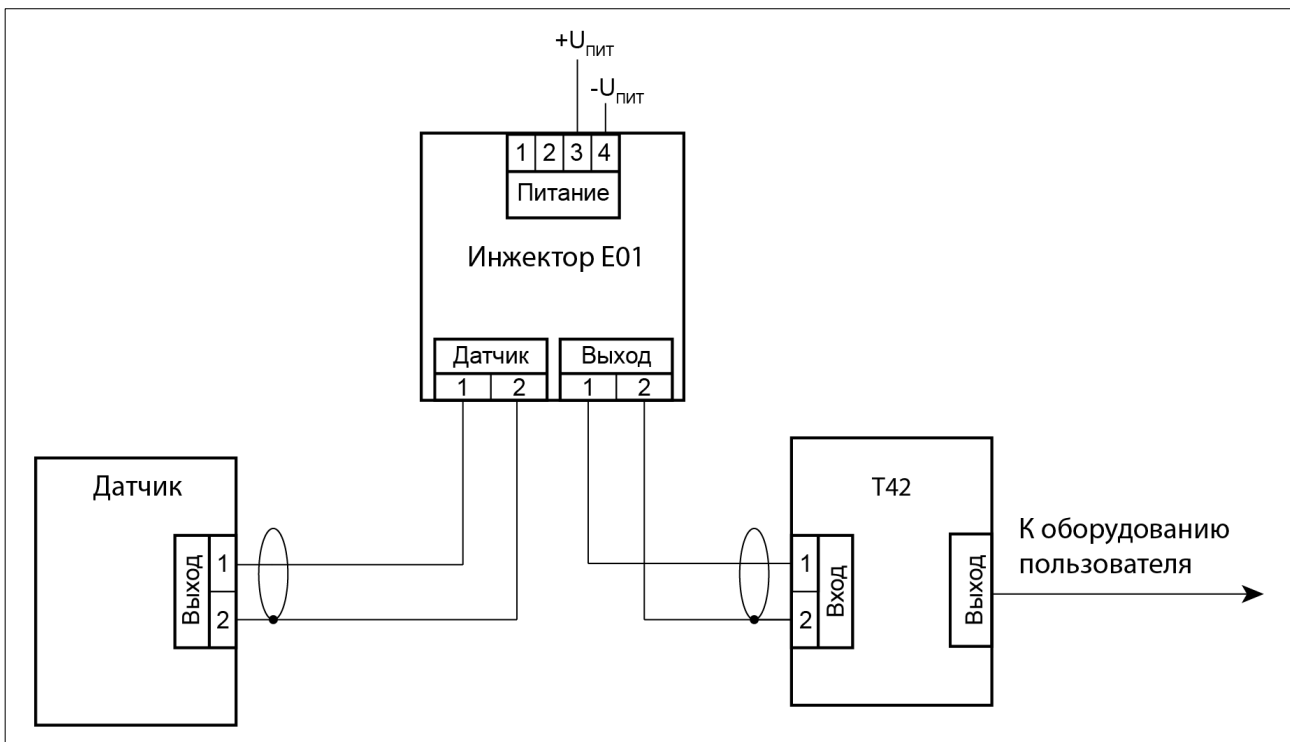 +Uпит
-Uпит
1 2 3 4
Питание
Инжектор E01
Датчик Выход
1 2 1 2
Датчик
Выход
1
2
T42
1
2
Вход
Выход
К оборудованию
пользователя